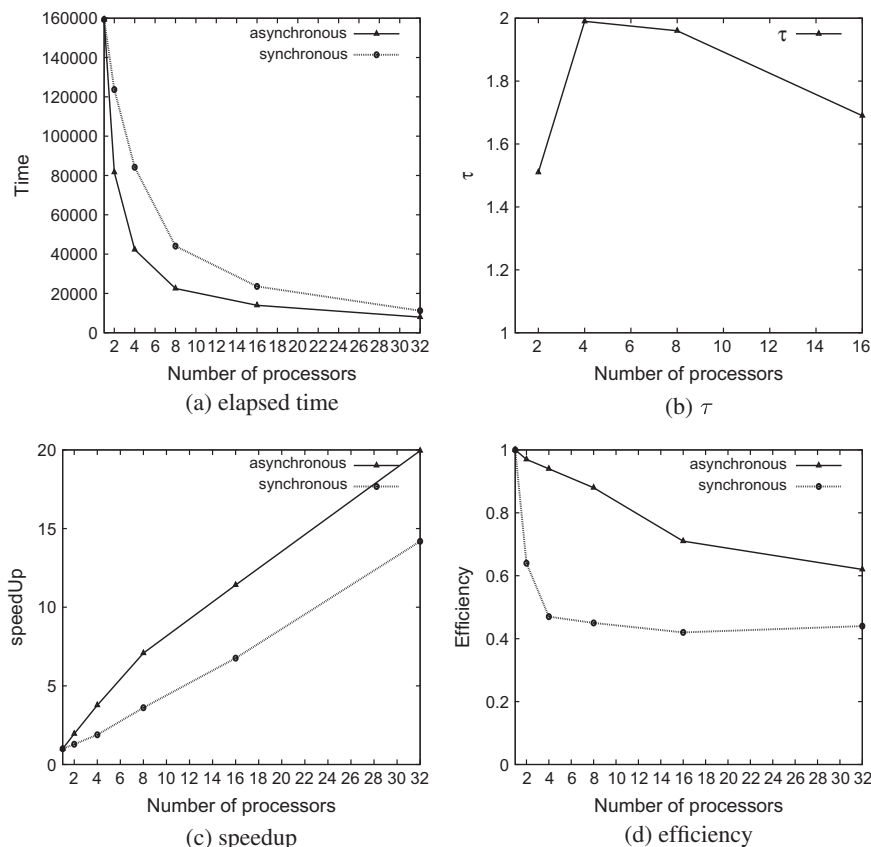 160000
140000
120000
100000
80000
60000
40000
20000
0
Time
asynchronous
synchronous
2 4 6 8 10 12 14 16 18 20 22 24 26 28 30 32
Number of processors
(a) elapsed time
2
1.8
1.6
1.4
1.2
1
τ
τ
2 4 6 8 10 12 14 16
Number of processors
(b) τ
20
15
10
5
0
speedUp
asynchronous
synchronous
2 4 6 8 10 12 14 16 18 20 22 24 26 28 30 32
Number of processors
(c) speedup
1
0.8
0.6
0.4
0.2
0
Efficiency
asynchronous
synchronous
2 4 6 8 10 12 14 16 18 20 22 24 26 28 30 32
Number of processors
(d) efficiency